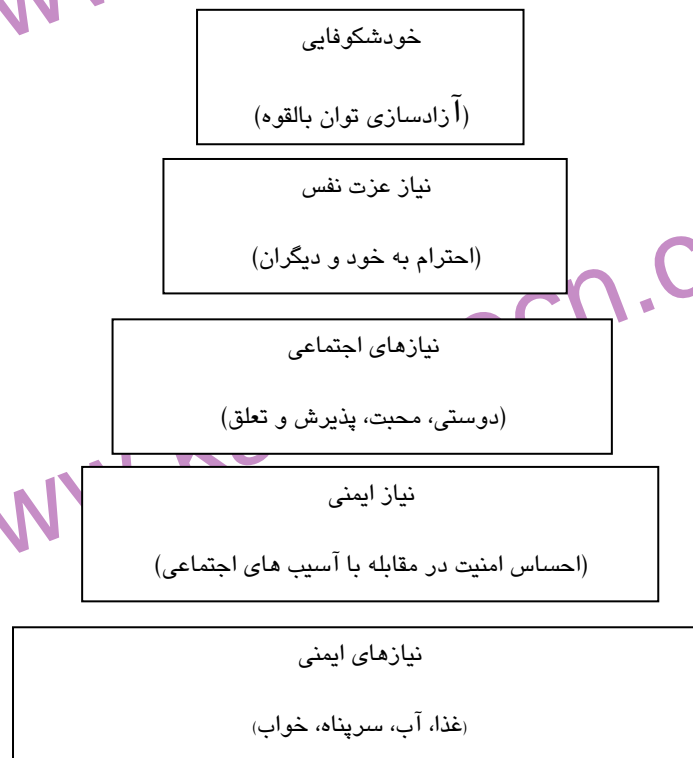 خودشکوفایی
(آزادسازی توان بالقوه)
نیاز عزت نفس
(احترام به خود و دیگران)
نیازهای اجتماعی
(دوستی، محبت، پذیرش و تعلق)
نیاز ایمنی
(احساس امنیت در مقابله با آسیب های اجتماعی)
نیازهای ایمنی
(غذا، آب، سرپناه، خواب)